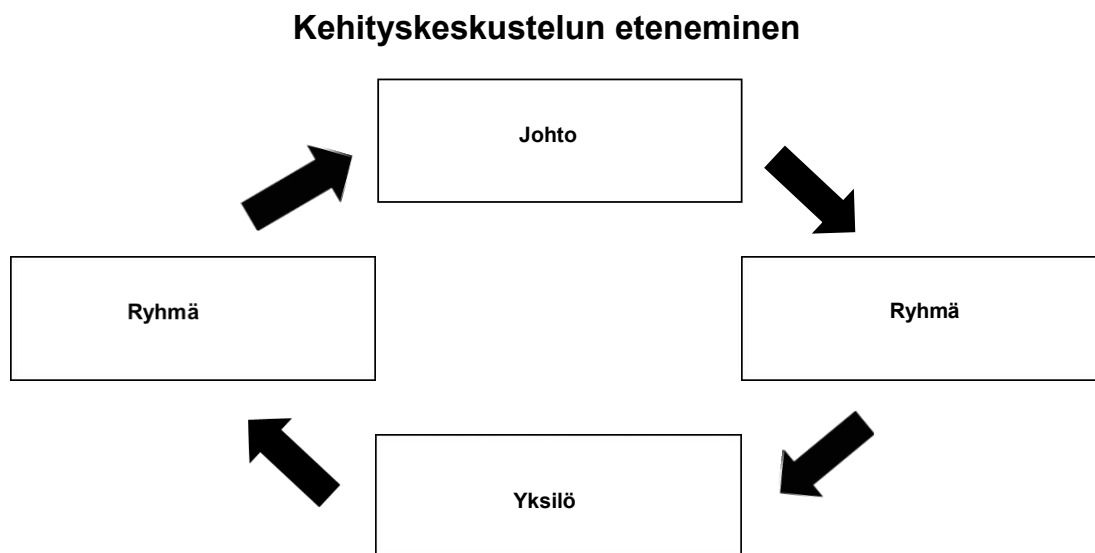 Kehityskeskustelun eteneminen
Johto
Ryhmä
Ryhmä
Yksilö